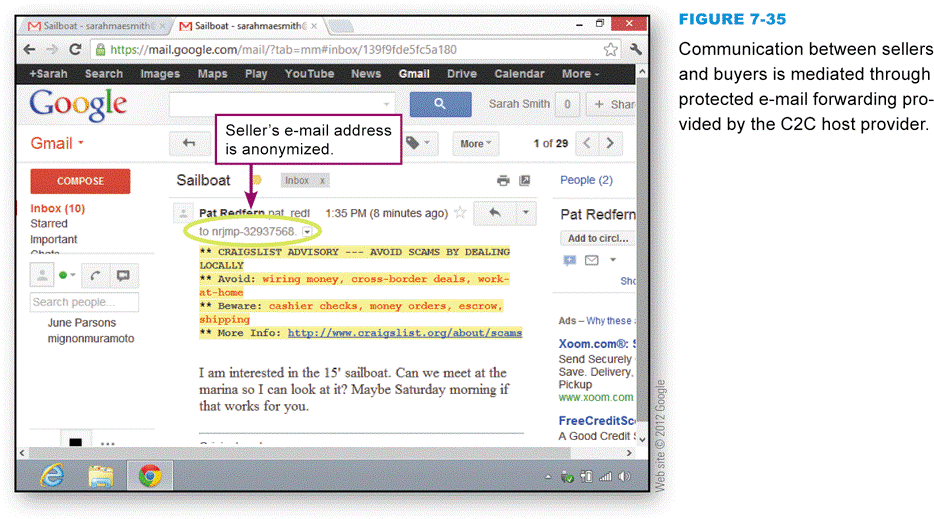 Sailboat - sarahmaesmith@
Sailboat - sarahmaesmith@
https://mail.google.com/mail/?tab=mm#inbox/139f9fde5fc5a180
+Sarah Search Images Maps Play YouTube News Gmail Drive Calendar More
Google
Sarah Smith 0 + Shar
Gmail
More
1 of 29
Seller's e-mail address
is anonymized.
COMPOSE
Inbox (10)
Starred
Important
Chats
Search people...
June Parsons
mignonmuramoto
Sailboat
Inbox x
Pat Redfern pat_redf 1:35 PM (8 minutes ago)
to nrjmp-32937568.
** CRAIGSLIST ADVISORY --- AVOID SCAMS BY DEALING
LOCALLY
** Avoid: wiring money, cross-border deals, work-
at-home
** Beware: cashier checks, money orders, escrow,
shipping
** More Info: http://www.craigslist.org/about/scams
I am interested in the 15' sailboat. Can we meet at the
marina so I can look at it? Maybe Saturday morning if
that works for you.
People (2)
Pat Redfern
Add to circl...
Sho
Ads – Why these a
Xoom.com®: S
Send Securely
Save. Delivery,
Pickup
www.xoom.com
FreeCreditSco
A Good Credit S
Web site © 2012 Google
FIGURE 7-35
Communication between sellers
and buyers is mediated through
protected e-mail forwarding pro-
vided by the C2C host provider.